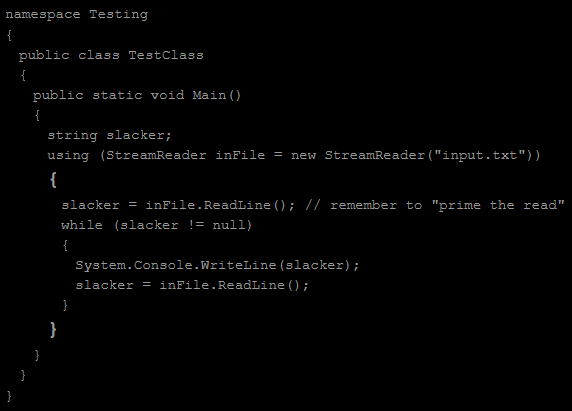 namespace Testing
{
public class TestClass
{
public static void Main()
{
string slacker;
using (StreamReader inFile = new StreamReader("input.txt"))
{
slacker = inFile.ReadLine(); // remember to "prime the read"
while (slacker != null)
{
System.Console.WriteLine(slacker);
slacker = inFile.ReadLine();
}
}
}
}
}